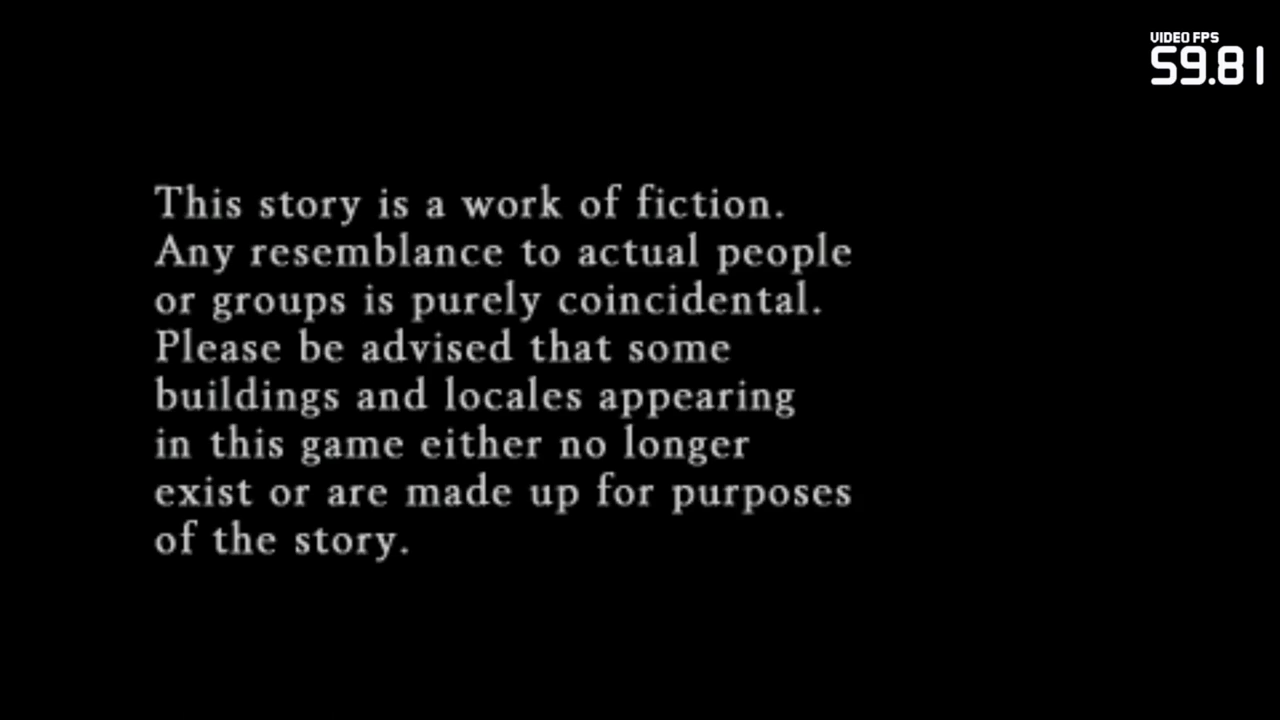 VIDEO FPS
59.81
This story is a work of fiction.
Any resemblance to actual people
or groups is purely coincidental.
Please be advised that some
buildings and locales appearing
in this game either no longer
exist or are made up for purposes
of the story.